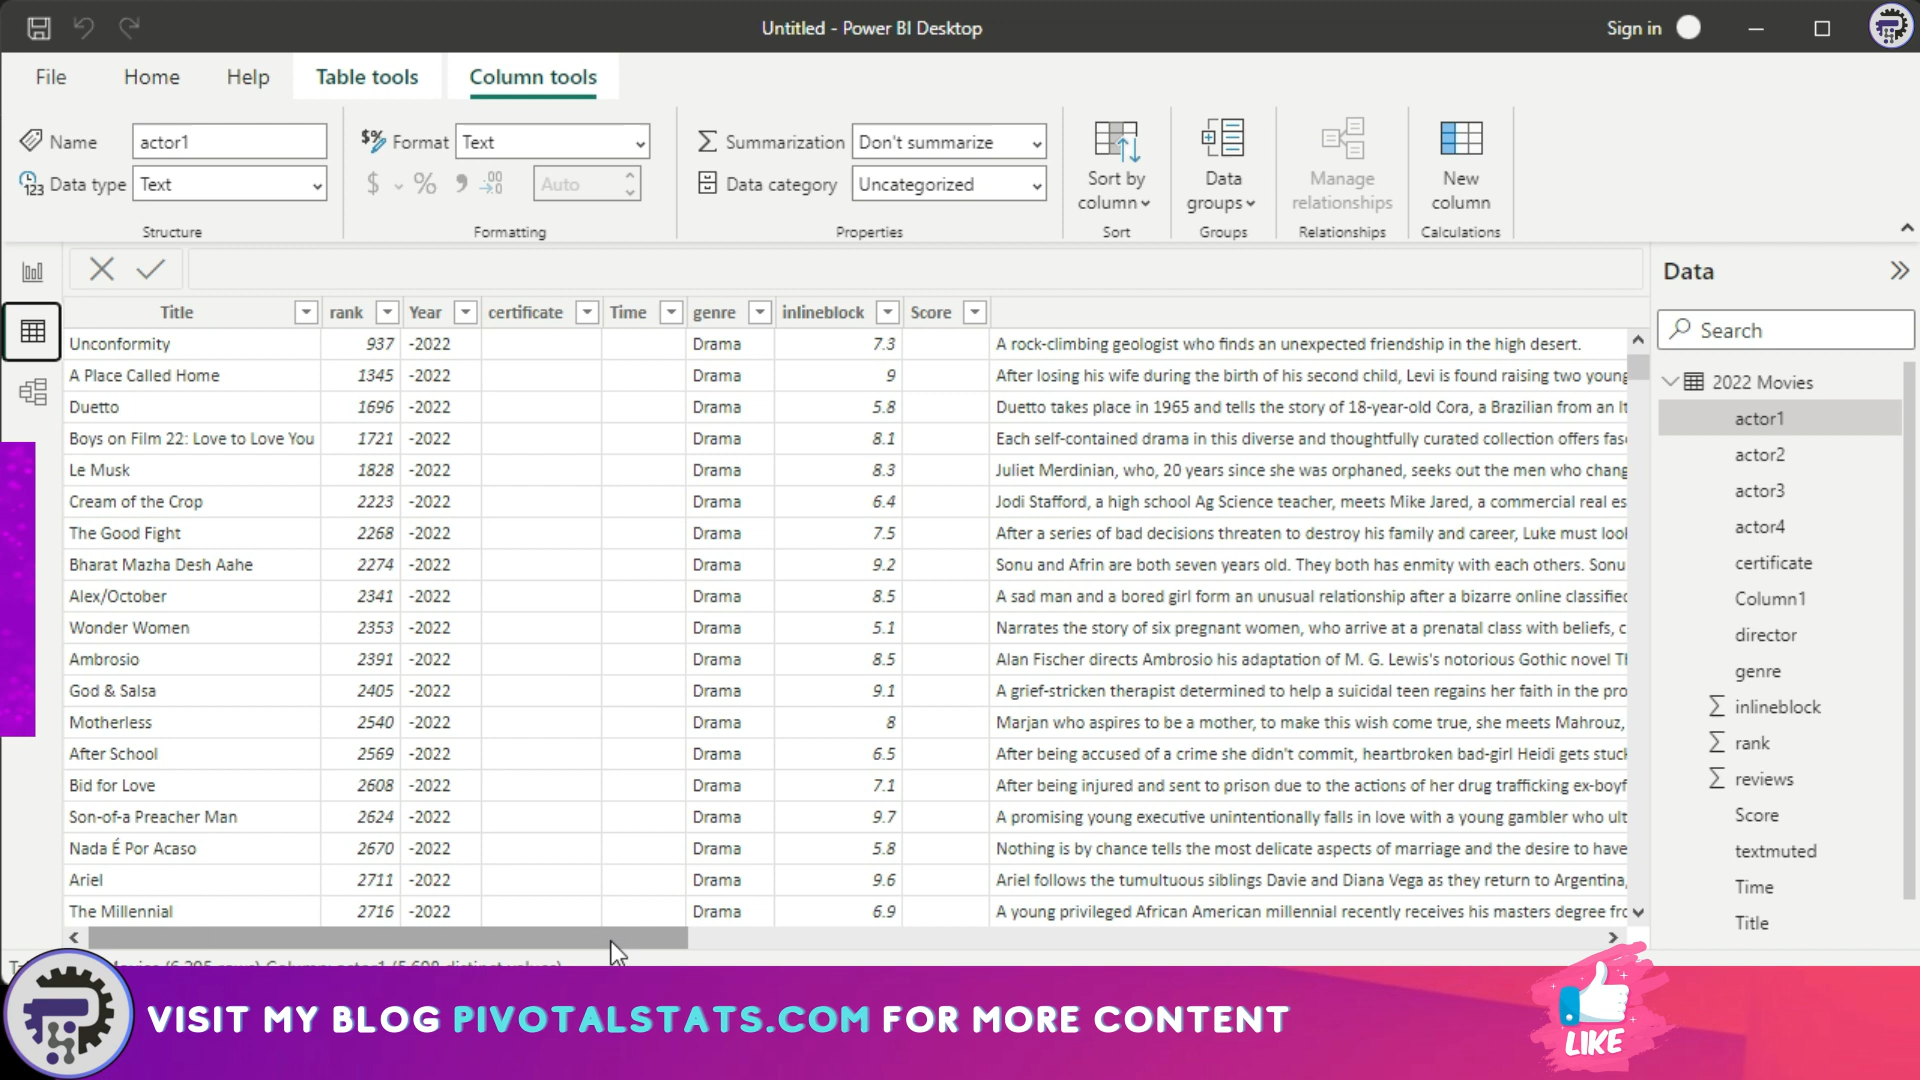 Untitled - Power BI Desktop
Sign in
File Home Help Table tools Column tools
Name actor1
Data type Text
Structure
Format Text
$ % Auto
Formatting
Summarization Don't summarize
Data category Uncategorized
Properties
Sort by column
Sort
Data groups
Groups
Manage relationships
Relationships
New column
Calculations
Title rank Year certificate Time genre inlineblock Score
Unconformity 937 -2022 Drama 7.3 A rock-climbing geologist who finds an unexpected friendship in the high desert.
A Place Called Home 1345 -2022 Drama 9 After losing his wife during the birth of his second child, Levi is found raising two young
Duetto 1696 -2022 Drama 5.8 Duetto takes place in 1965 and tells the story of 18-year-old Cora, a Brazilian from an It
Boys on Film 22: Love to Love You 1721 -2022 Drama 8.1 Each self-contained drama in this diverse and thoughtfully curated collection offers fas
Le Musk 1828 -2022 Drama 8.3 Juliet Merdinian, who, 20 years since she was orphaned, seeks out the men who chang
Cream of the Crop 2223 -2022 Drama 6.4 Jodi Stafford, a high school Ag Science teacher, meets Mike Jared, a commercial real es
The Good Fight 2268 -2022 Drama 7.5 After a series of bad decisions threaten to destroy his family and career, Luke must loo
Bharat Mazha Desh Aahe 2274 -2022 Drama 9.2 Sonu and Afrin are both seven years old. They both has enmity with each others. Sonu
Alex/October 2341 -2022 Drama 8.5 A sad man and a bored girl form an unusual relationship after a bizarre online classified
Wonder Women 2353 -2022 Drama 5.1 Narrates the story of six pregnant women, who arrive at a prenatal class with beliefs, c
Ambrosio 2391 -2022 Drama 8.5 Alan Fischer directs Ambrosio his adaptation of M. G. Lewis's notorious Gothic novel Th
God & Salsa 2405 -2022 Drama 9.1 A grief-stricken therapist determined to help a suicidal teen regains her faith in the pro
Motherless 2540 -2022 Drama 8 Marjan who aspires to be a mother, to make this wish come true, she meets Mahrouz,
After School 2569 -2022 Drama 6.5 After being accused of a crime she didn't commit, heartbroken bad-girl Heidi gets stuck
Bid for Love 2608 -2022 Drama 7.1 After being injured and sent to prison due to the actions of her drug trafficking ex-boyf
Son-of-a Preacher Man 2624 -2022 Drama 9.7 A promising young executive unintentionally falls in love with a young gambler who ult
Nada É Por Acaso 2670 -2022 Drama 5.8 Nothing is by chance tells the most delicate aspects of marriage and the desire to have
Ariel 2711 -2022 Drama 9.6 Ariel follows the tumultuous siblings Davie and Diana Vega as they return to Argentina,
The Millennial 2716 -2022 Drama 6.9 A young privileged African American millennial recently receives his masters degree fro
Data
Search
2022 Movies
actor1
actor2
actor3
actor4
certificate
Column1
director
genre
inlineblock
rank
reviews
Score
textmuted
Time
Title
VISIT MY BLOG PIVOTALSTATS.COM FOR MORE CONTENT
LIKE